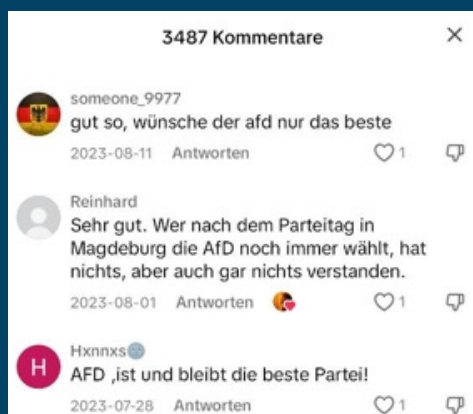 3487 Kommentare
someone_9977
gut so, wünsche der afd nur das beste
2023-08-11 Antworten 1
Reinhard
Sehr gut. Wer nach dem Parteitag in
Magdeburg die AfD noch immer wählt, hat
nichts, aber auch gar nichts verstanden.
2023-08-01 Antworten 1
H
Hxnnxs
AFD ,ist und bleibt die beste Partei!
2023-07-28 Antworten 1